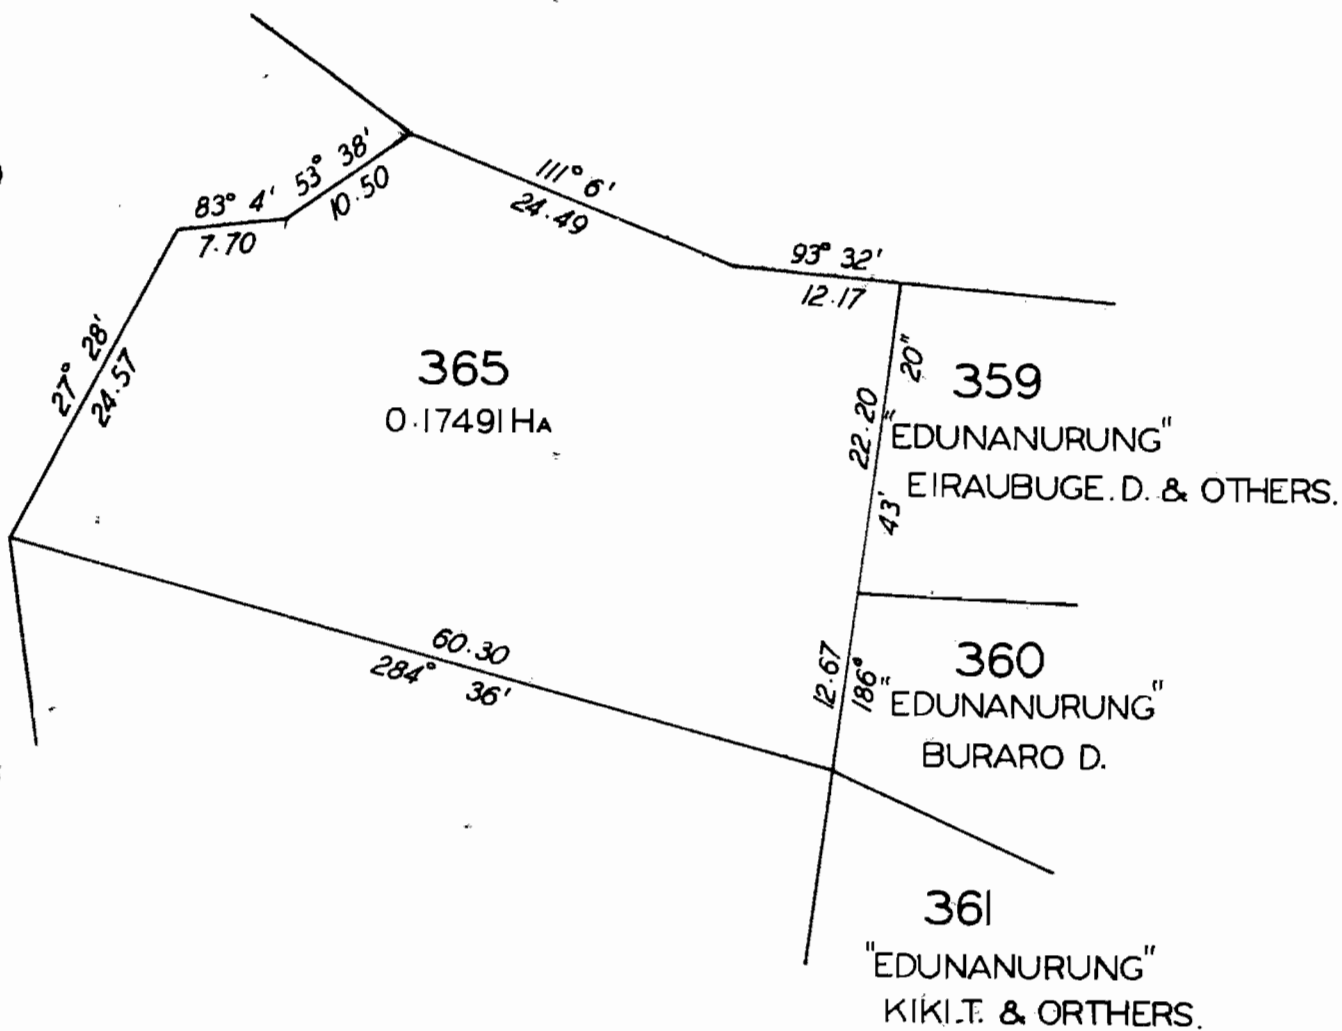 53° 38'
10.50
83° 4'
7.70
111° 6'
24.49
93° 32'
12.17
27° 28'
24.57
365
0.17491 HA
186° 43' 20"
22.20
12.67
359
"EDUNANURUNG"
EIRAUBUGE.D. & OTHERS.
60.30
284° 36'
360
"EDUNANURUNG"
BURARO D.
361
"EDUNANURUNG"
KIKI.T. & ORTHERS.